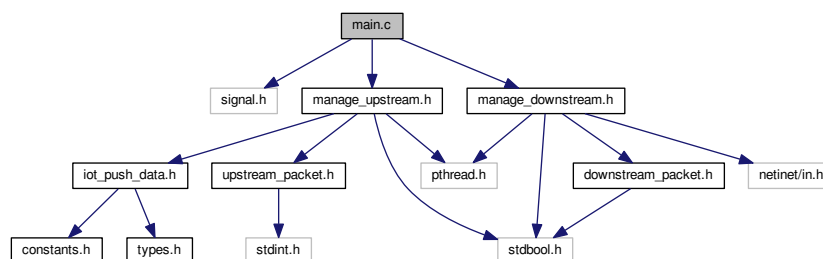 main.c
signal.h
manage_upstream.h
manage_downstream.h
iot_push_data.h
upstream_packet.h
pthread.h
downstream_packet.h
netinet/in.h
constants.h
types.h
stdint.h
stdbool.h